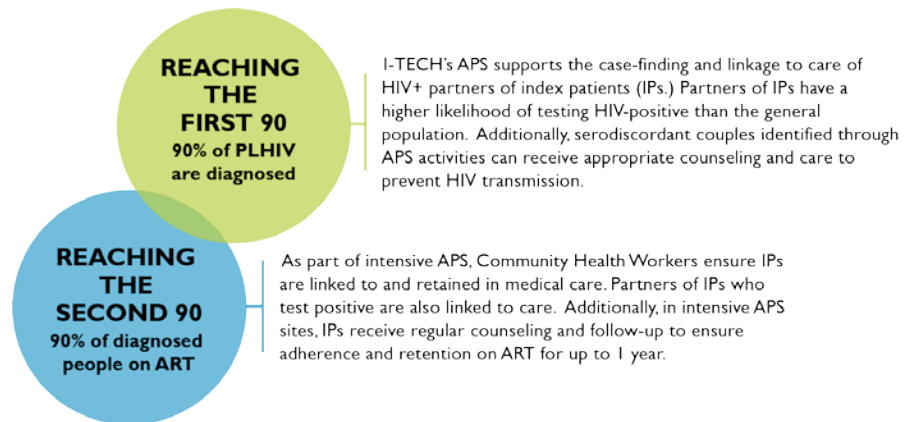 REACHING
THE
FIRST 90
90% of PLHIV
are diagnosed
I-TECH's APS supports the case-finding and linkage to care of
HIV+ partners of index patients (IPs.) Partners of IPs have a
higher likelihood of testing HIV-positive than the general
population. Additionally, serodiscordant couples identified through
APS activities can receive appropriate counseling and care to
prevent HIV transmission.
REACHING
THE
SECOND 90
90% of diagnosed
people on ART
As part of intensive APS, Community Health Workers ensure IPs
are linked to and retained in medical care. Partners of IPs who
test positive are also linked to care. Additionally, in intensive APS
sites, IPs receive regular counseling and follow-up to ensure
adherence and retention on ART for up to 1 year.